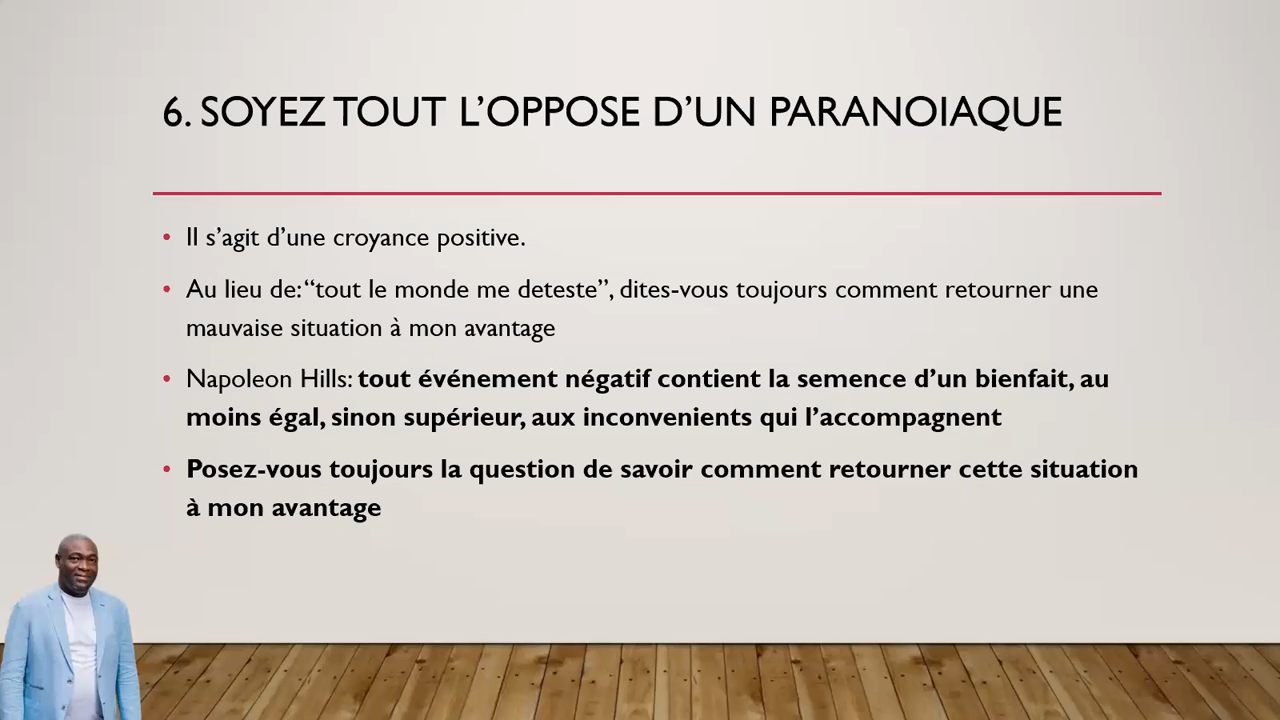 6. SOYEZ TOUT L’OPPOSE D’UN PARANOIAQUE
• Il s’agit d’une croyance positive.
• Au lieu de: “tout le monde me deteste”, dites-vous toujours comment retourner une
mauvaise situation à mon avantage
• Napoleon Hills: tout événement négatif contient la semence d’un bienfait, au
moins égal, sinon supérieur, aux inconvenients qui l’accompagnent
• Posez-vous toujours la question de savoir comment retourner cette situation
à mon avantage